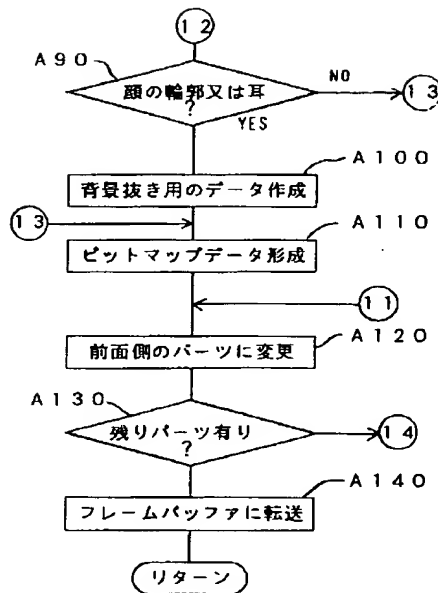 12
A90
顔の輪郭又は耳
?
NO
13
YES
A100
背景抜き用のデータ作成
13
A110
ビットマップデータ形成
11
A120
前面側のパーツに変更
A130
残りパーツ有り
?
14
A140
フレームバッファに転送
リターン